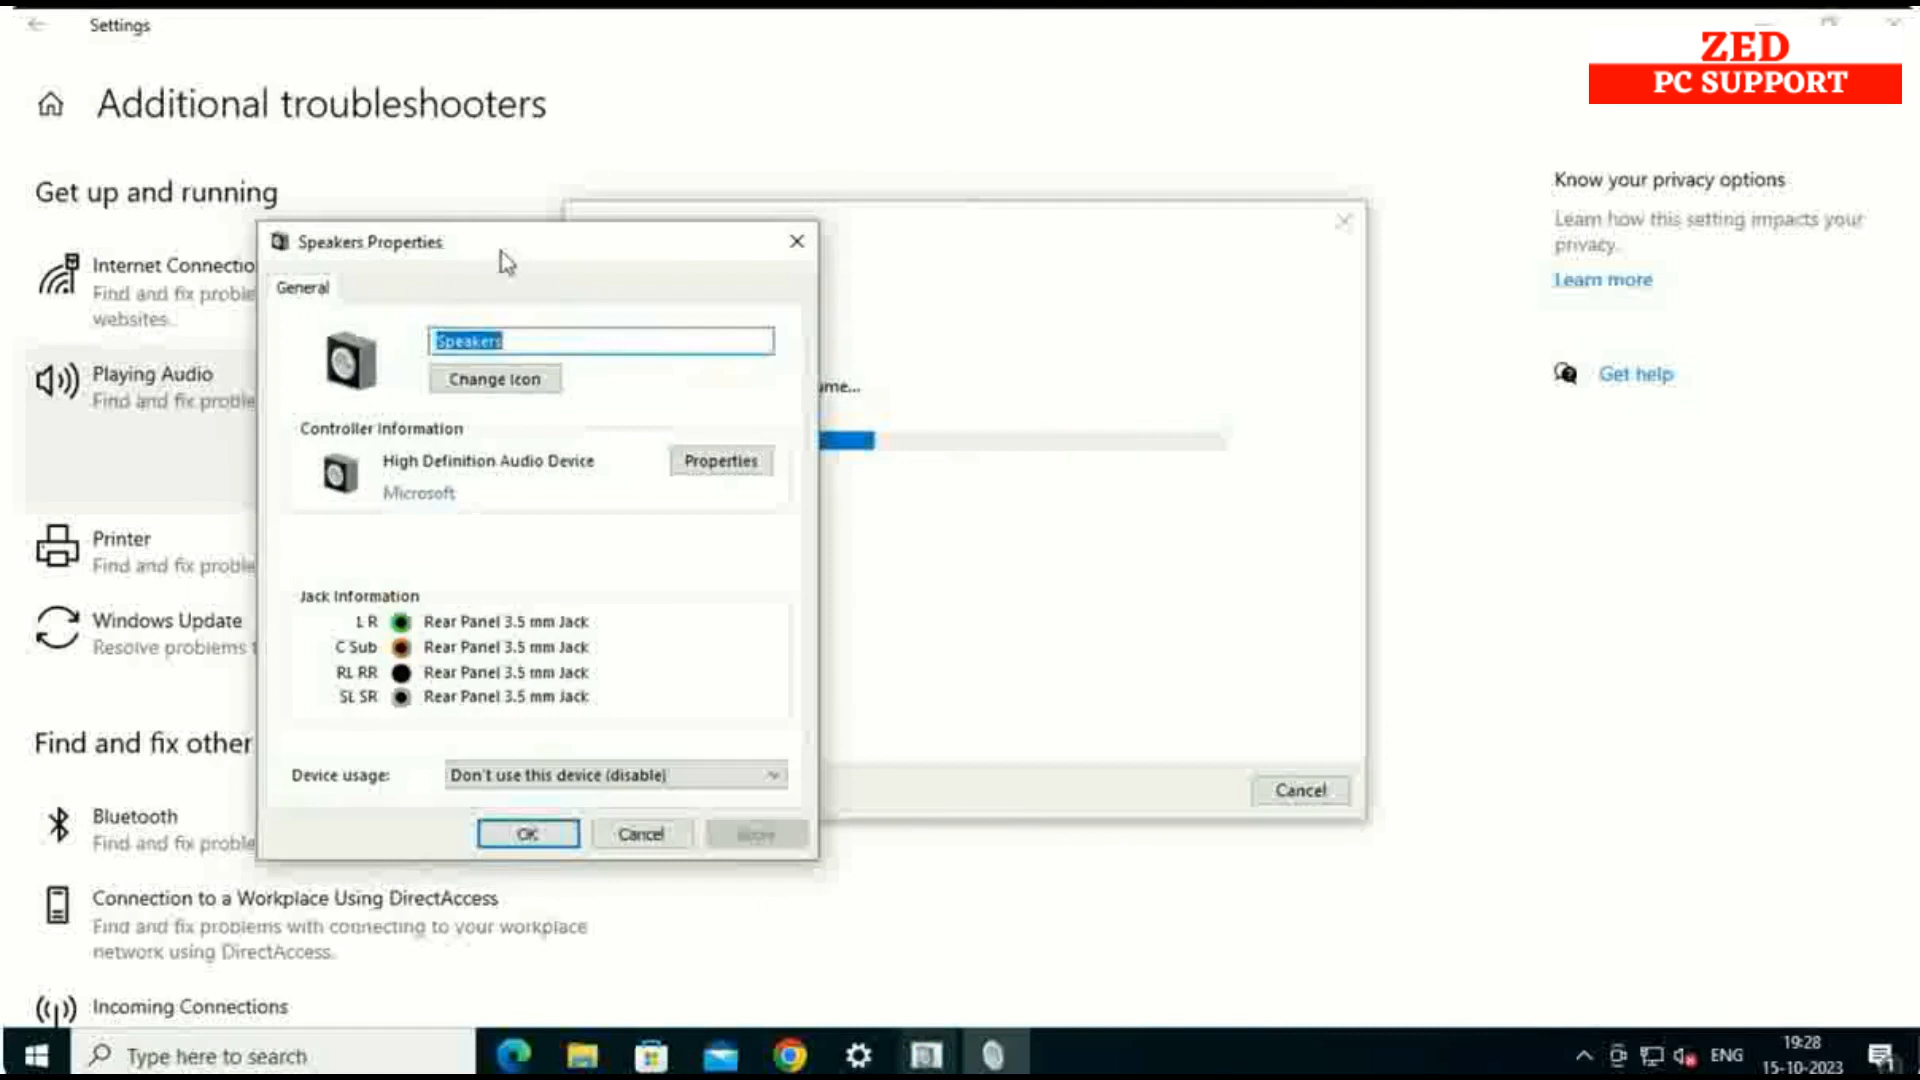 Settings
ZED
PC SUPPORT
Additional troubleshooters
Get up and running
Know your privacy options
Learn how this setting impacts your
privacy.
Learn more
Get help
Internet Connectio
Find and fix proble
websites.
Playing Audio
Find and fix proble
Printer
Find and fix proble
Windows Update
Resolve problems t
Find and fix other
Bluetooth
Find and fix proble
Connection to a Workplace Using DirectAccess
Find and fix problems with connecting to your workplace
network using DirectAccess.
Incoming Connections
Speakers Properties
General
Speakers
Change Icon
Controller Information
High Definition Audio Device
Properties
Microsoft
Jack Information
L R Rear Panel 3.5 mm Jack
C Sub Rear Panel 3.5 mm Jack
RL RR Rear Panel 3.5 mm Jack
SL SR Rear Panel 3.5 mm Jack
Device usage: Don't use this device (disable)
OK Cancel
ume...
Cancel
Type here to search
ENG
19:28
15-10-2023